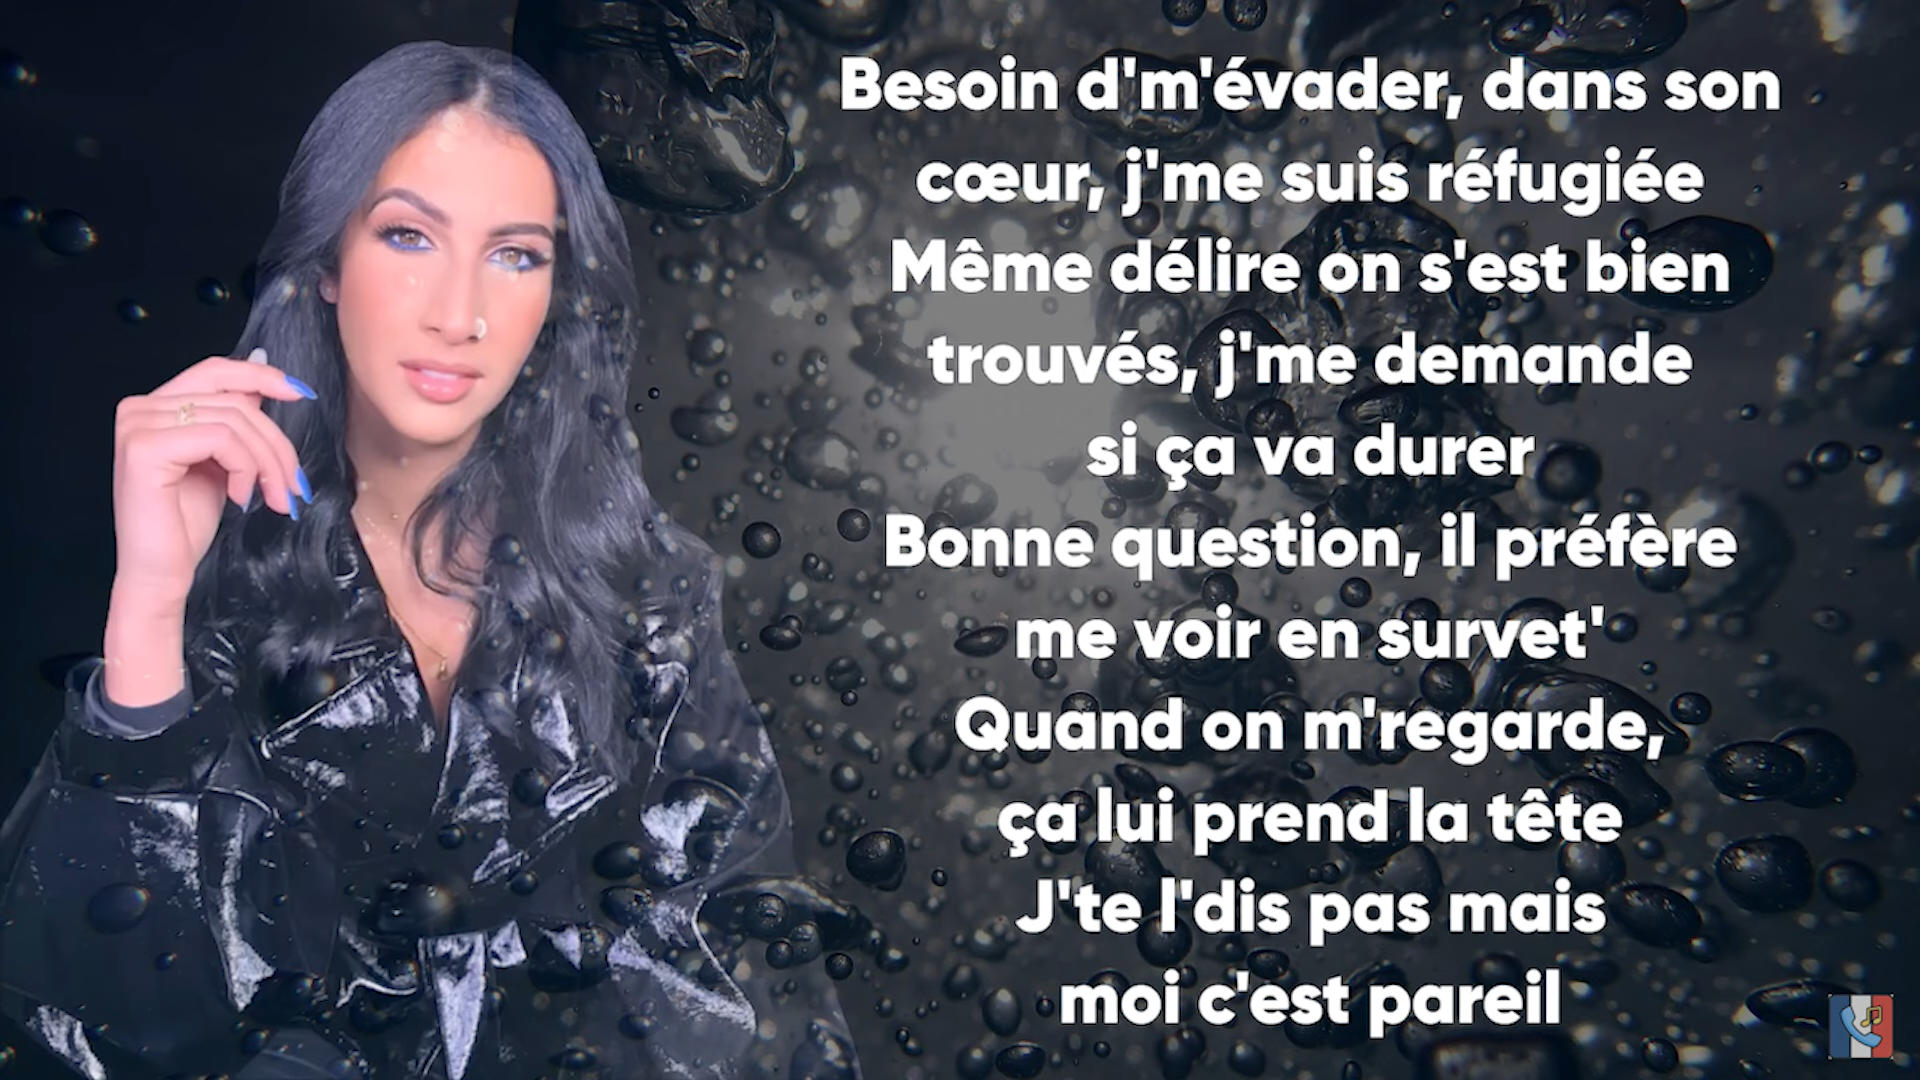 Besoin d'm'évader, dans son
cœur, j'me suis réfugiée
Même délire on s'est bien
trouvés, j'me demande
si ça va durer
Bonne question, il préfère
me voir en survet'
Quand on m'regarde,
ça lui prend la tête
J'te l'dis pas mais
moi c'est pareil